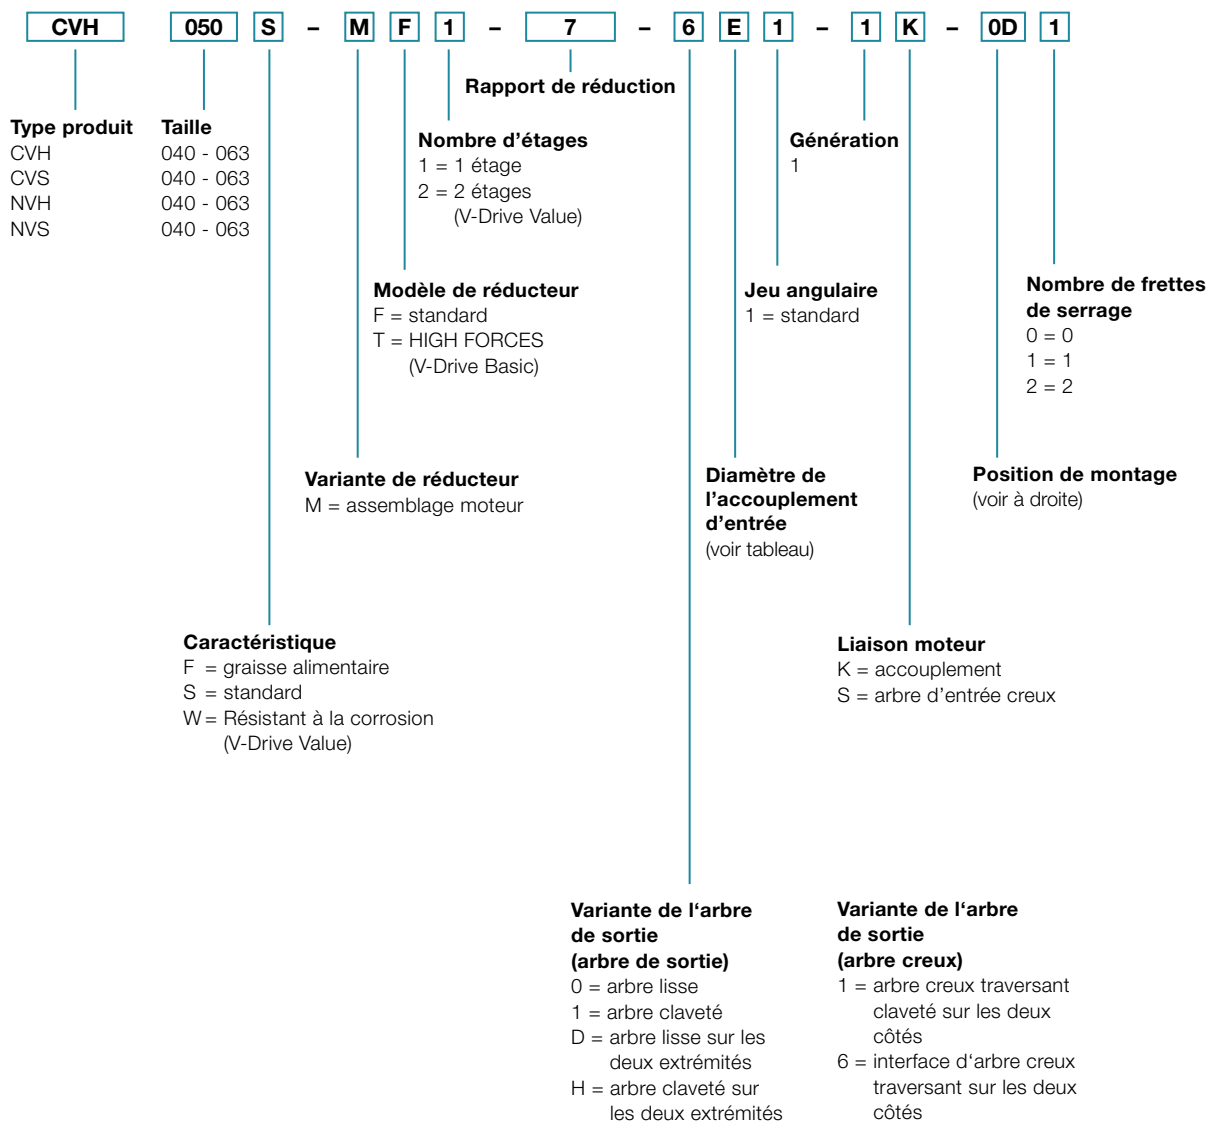 CVH 050 S – M F 1 – 7 – 6 E 1 – 1 K – 0D 1
Rapport de réduction
Type produit
CVH
CVS
NVH
NVS
Taille
040 - 063
040 - 063
040 - 063
040 - 063
Nombre d’étages
1 = 1 étage
2 = 2 étages
(V-Drive Value)
Génération
1
Modèle de réducteur
F = standard
T = HIGH FORCES
(V-Drive Basic)
Jeu angulaire
1 = standard
Nombre de frettes
de serrage
0 = 0
1 = 1
2 = 2
Variante de réducteur
M = assemblage moteur
Diamètre de
l’accouplement
d’entrée
(voir tableau)
Position de montage
(voir à droite)
Caractéristique
F = graisse alimentaire
S = standard
W = Résistant à la corrosion
(V-Drive Value)
Liaison moteur
K = accouplement
S = arbre d’entrée creux
Variante de l‘arbre
de sortie
(arbre de sortie)
0 = arbre lisse
1 = arbre claveté
D = arbre lisse sur les
deux extrémités
H = arbre claveté sur
les deux extrémités
Variante de l‘arbre
de sortie
(arbre creux)
1 = arbre creux traversant
claveté sur les deux
côtés
6 = interface d‘arbre creux
traversant sur les deux
côtés